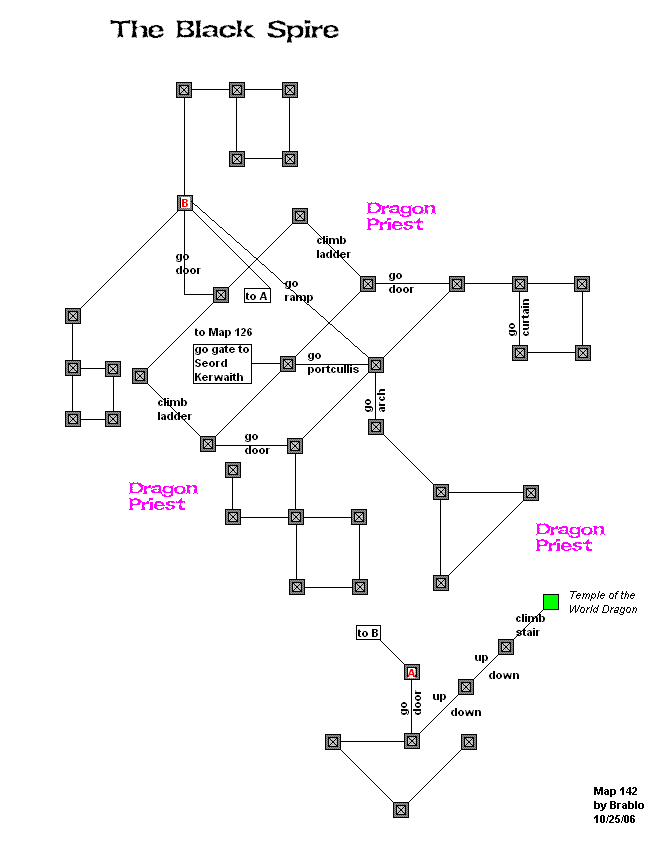 The Black Spire
B
Dragon
Priest
climb
ladder
go
door
go
door
to A
go
ramp
go
curtain
to Map 126
go gate to
Seord
Kerwaith
go
portcullis
climb
ladder
go
arch
go
door
Dragon
Priest
Dragon
Priest
Temple of the
World Dragon
climb
stair
to B
up
down
A
up
down
go
door
Map 142
by Brablo
10/25/06